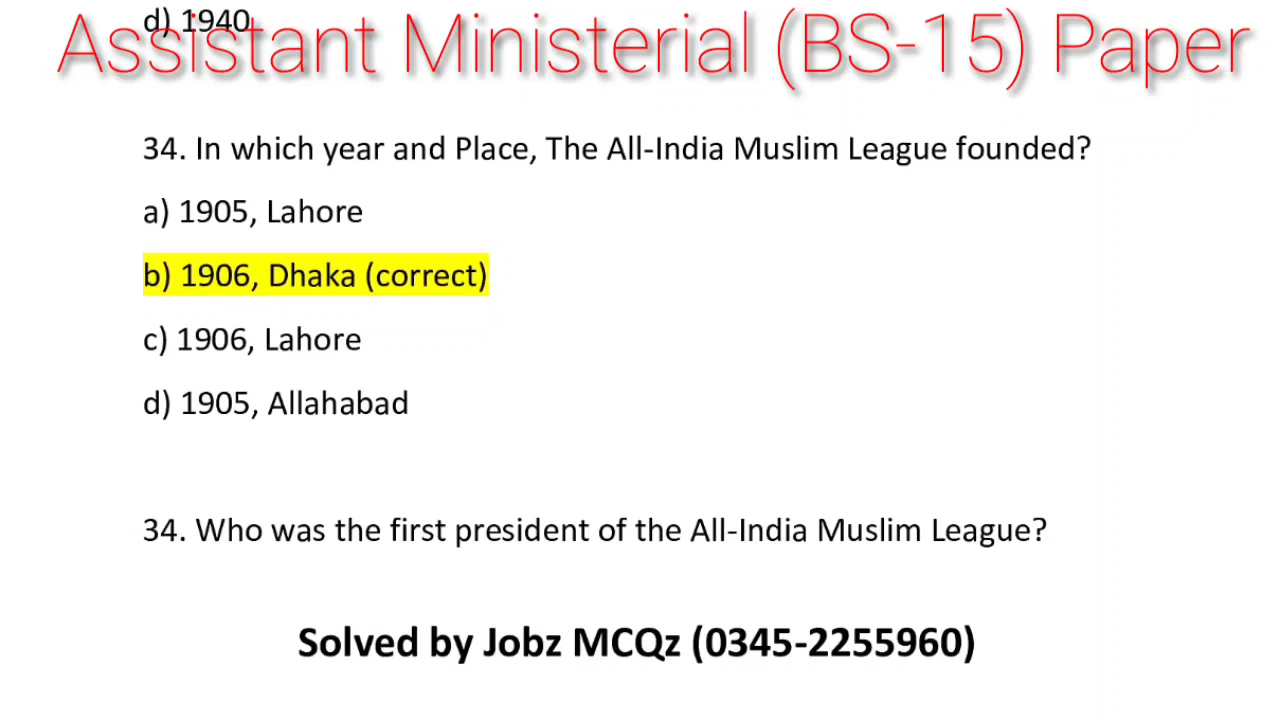 d) 1940
Assistant Ministerial (BS-15) Paper
34. In which year and Place, The All-India Muslim League founded?
a) 1905, Lahore
b) 1906, Dhaka (correct)
c) 1906, Lahore
d) 1905, Allahabad
34. Who was the first president of the All-India Muslim League?
Solved by Jobz MCQz (0345-2255960)